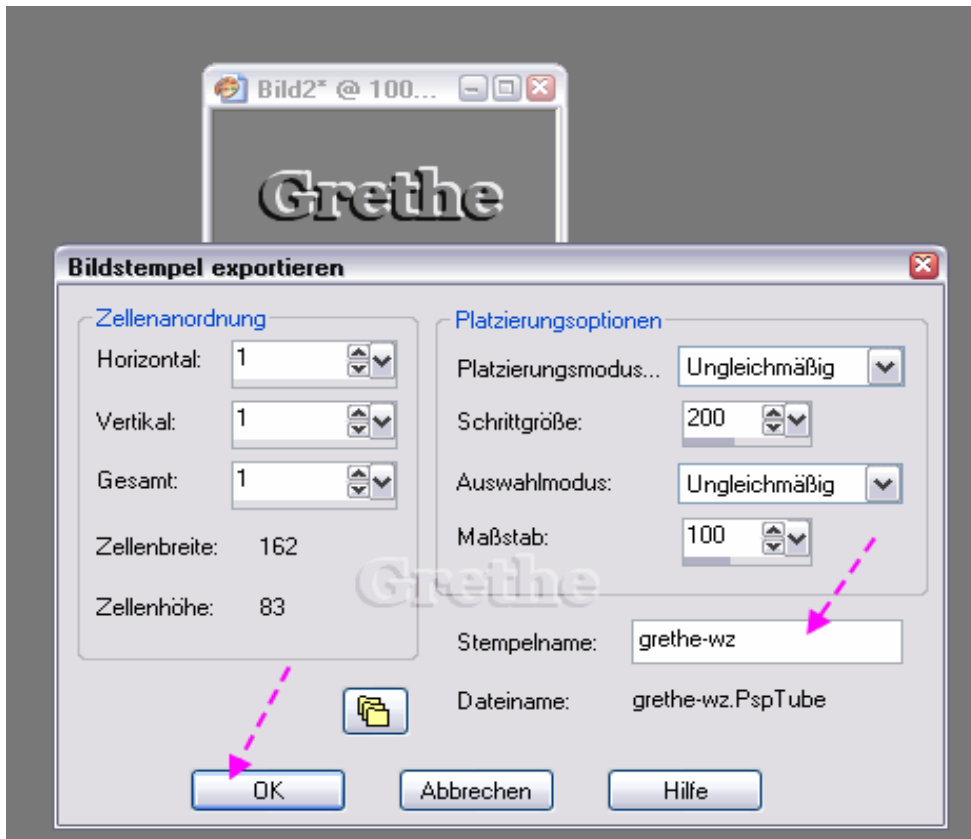 Bild2* @ 100...
Grethe
Bildstempel exportieren
Zellenanordnung
Horizontal: 1
Vertikal: 1
Gesamt: 1
Zellenbreite: 162
Zellenhöhe: 83
Platzierungsoptionen
Platzierungsmodus... Ungleichmäßig
Schrittgröße: 200
Auswahlmodus: Ungleichmäßig
Maßstab: 100
Grethe
Stempelname: grethe-wz
Dateiname: grethe-wz.PspTube
OK Abbrechen Hilfe